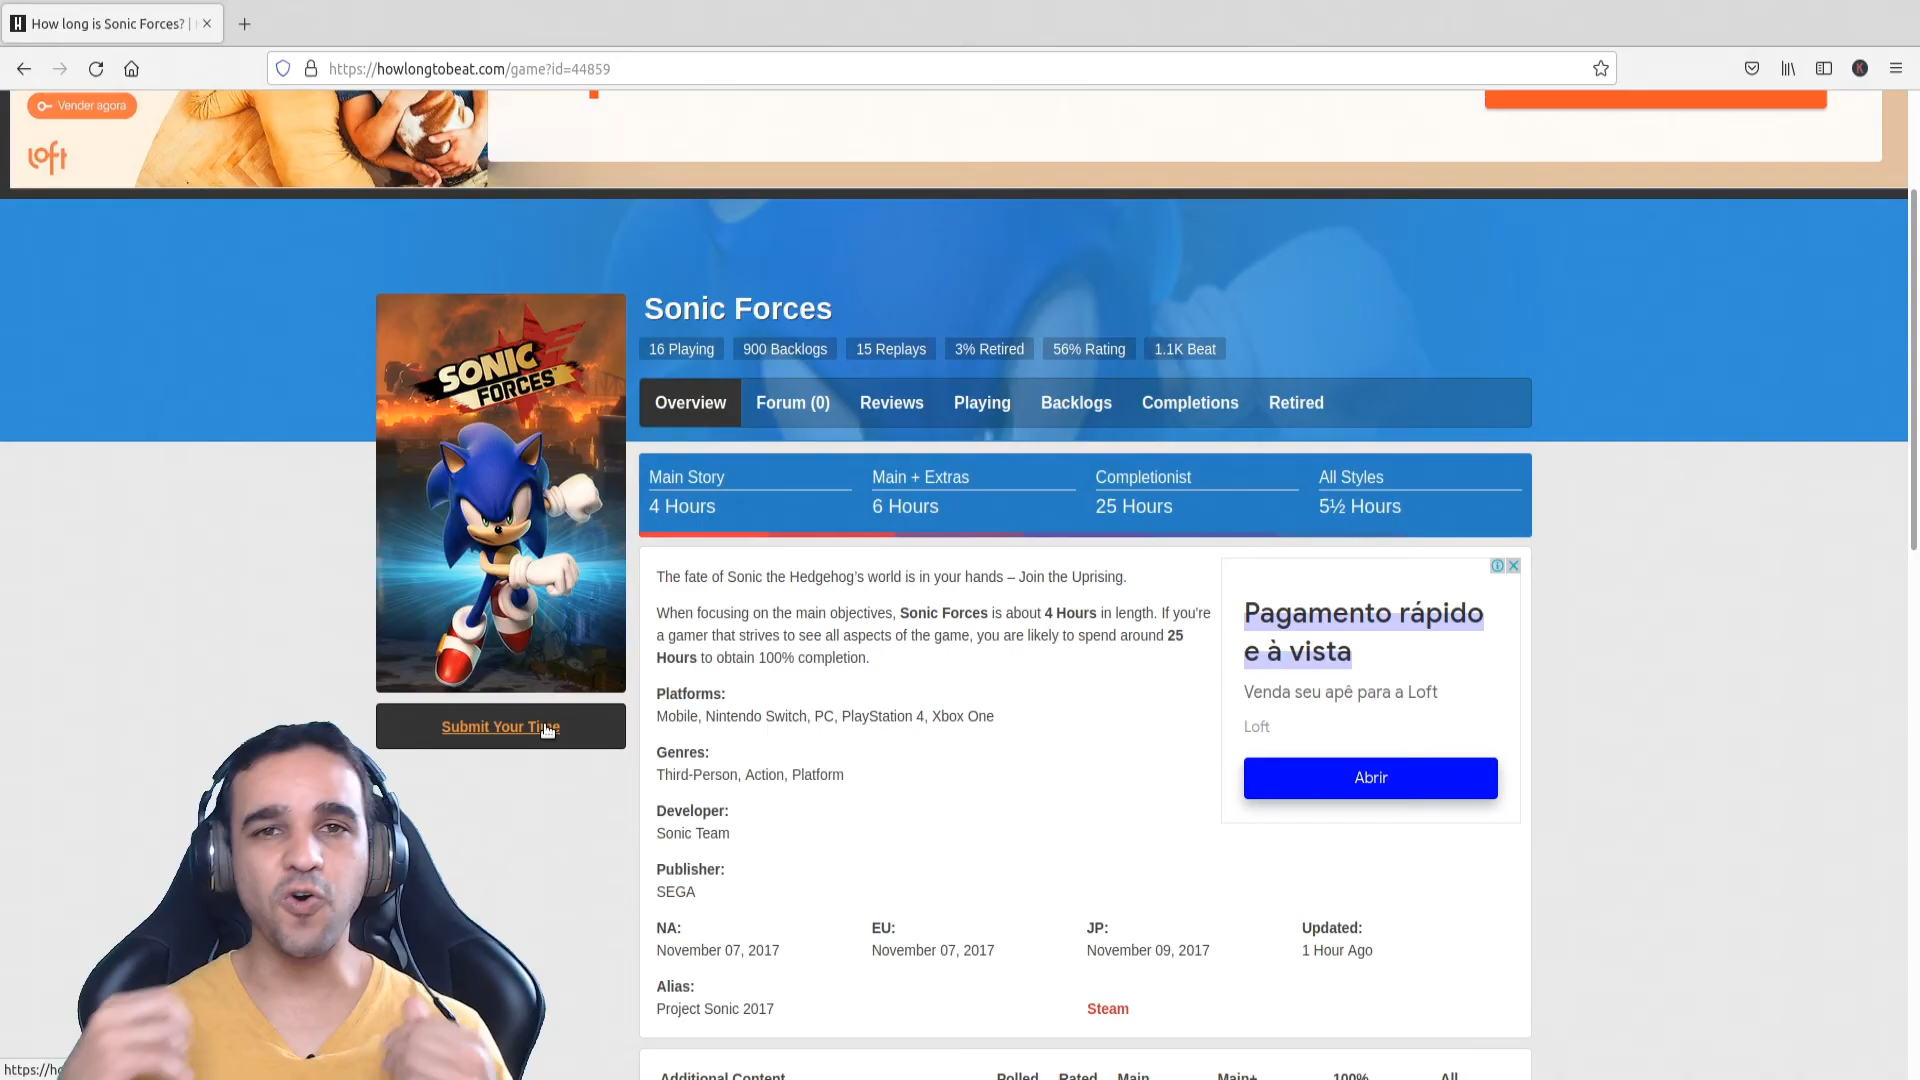 How long is Sonic Forces? |
https://howlongtobeat.com/game?id=44859
Vender agora
loft
Sonic Forces
16 Playing
900 Backlogs
15 Replays
3% Retired
56% Rating
1.1K Beat
SONIC
FORCES
Overview
Forum (0)
Reviews
Playing
Backlogs
Completions
Retired
Main Story
4 Hours
Main + Extras
6 Hours
Completionist
25 Hours
All Styles
5½ Hours
The fate of Sonic the Hedgehog's world is in your hands – Join the Uprising.
When focusing on the main objectives, Sonic Forces is about 4 Hours in length. If you're
a gamer that strives to see all aspects of the game, you are likely to spend around 25
Hours to obtain 100% completion.
Platforms:
Mobile, Nintendo Switch, PC, PlayStation 4, Xbox One
Genres:
Third-Person, Action, Platform
Developer:
Sonic Team
Publisher:
SEGA
NA:
November 07, 2017
EU:
November 07, 2017
JP:
November 09, 2017
Updated:
1 Hour Ago
Alias:
Project Sonic 2017
Steam
Pagamento rápido
e à vista
Venda seu apê para a Loft
Loft
Abrir
Submit Your Time
https://ho
Additional Content
Polled
Rated
Main
Main+
100%
All